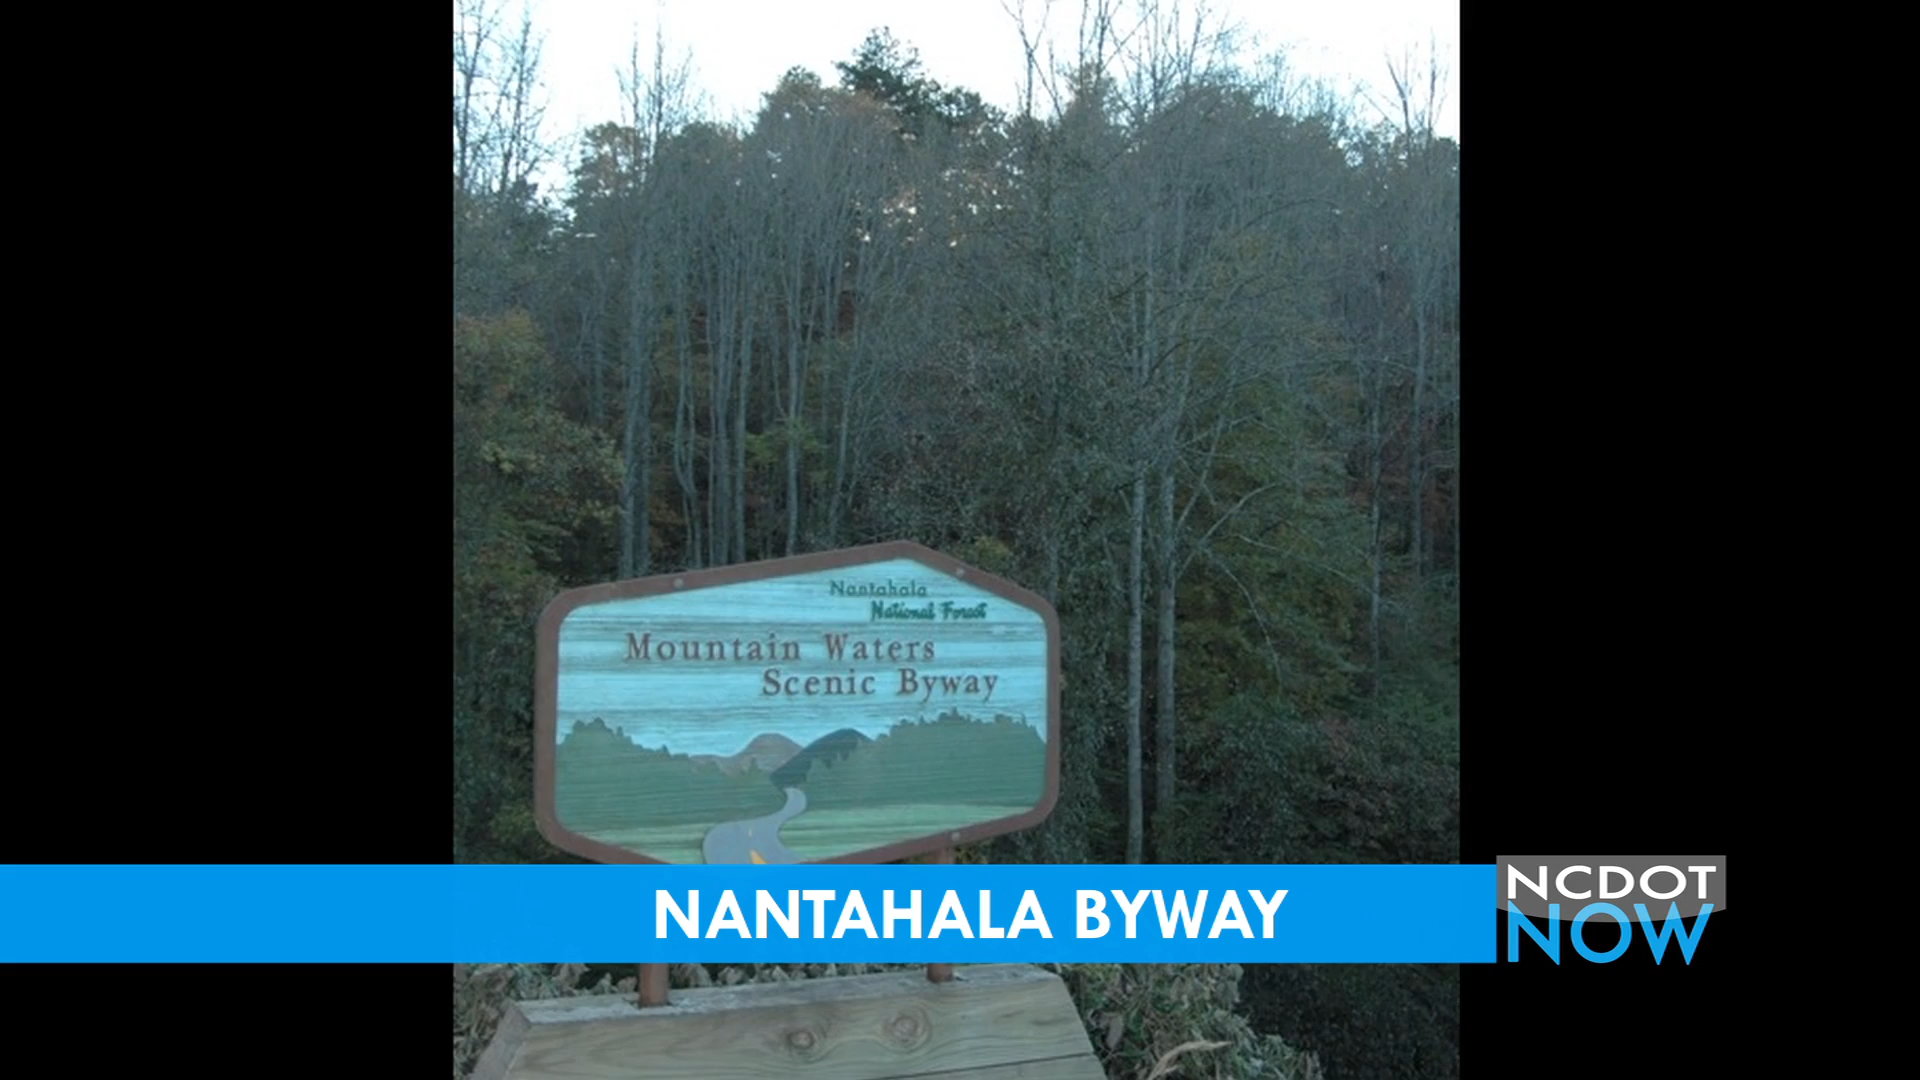 Nantahala
National Forest
Mountain Waters
Scenic Byway
NANTAHALA BYWAY
NCDOT
NOW